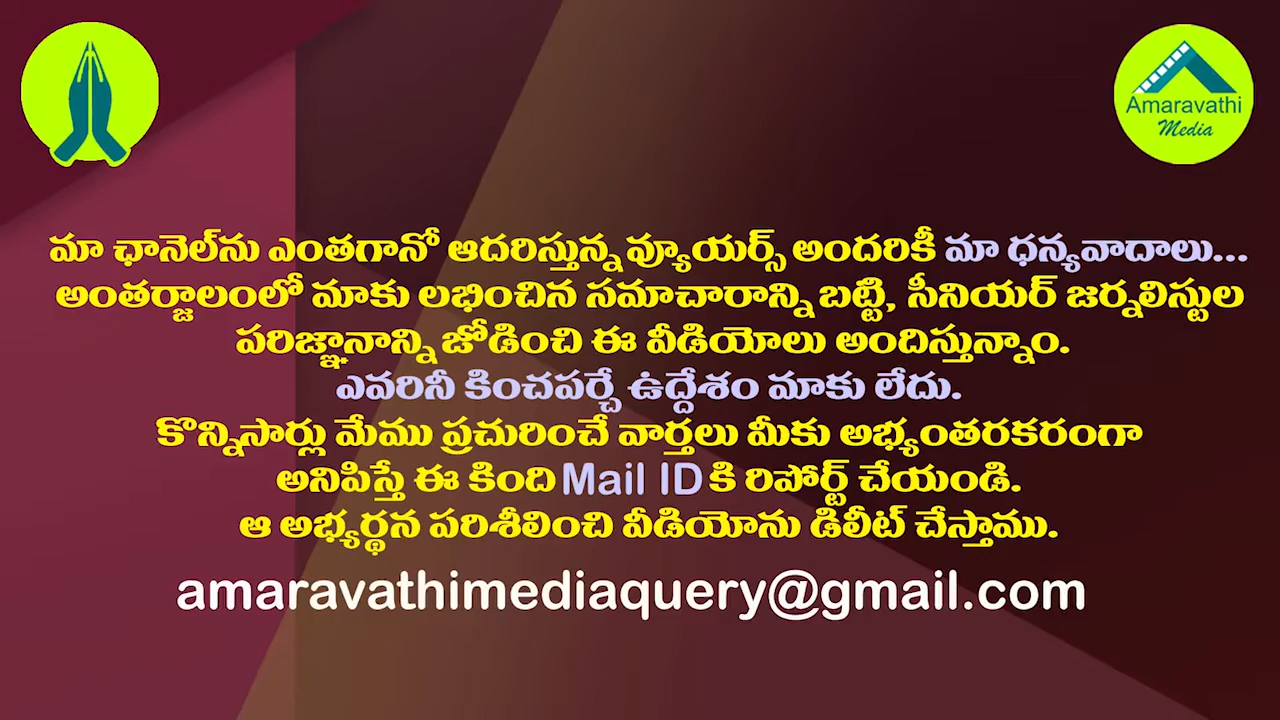 Amaravathi
Media
మా ఛానెల్‌ను ఎంతగానో ఆదరిస్తున్న వ్యూయర్స్ అందరికీ మా ధన్యవాదాలు...
అంతర్జాలంలో మాకు లభించిన సమాచారాన్ని బట్టి, సీనియర్ జర్నలిస్టుల
పరిజ్ఞానాన్ని జోడించి ఈ వీడియోలు అందిస్తున్నాం.
ఎవరినీ కించపర్చే ఉద్దేశం మాకు లేదు.
కొన్నిసార్లు మేము ప్రచురించే వార్తలు మీకు అభ్యంతరకరంగా
అనిపిస్తే ఈ కింది Mail ID కి రిపోర్ట్ చేయండి.
ఆ అభ్యర్థన పరిశీలించి వీడియోను డిలీట్ చేస్తాము.
amaravathimediaquery@gmail.com